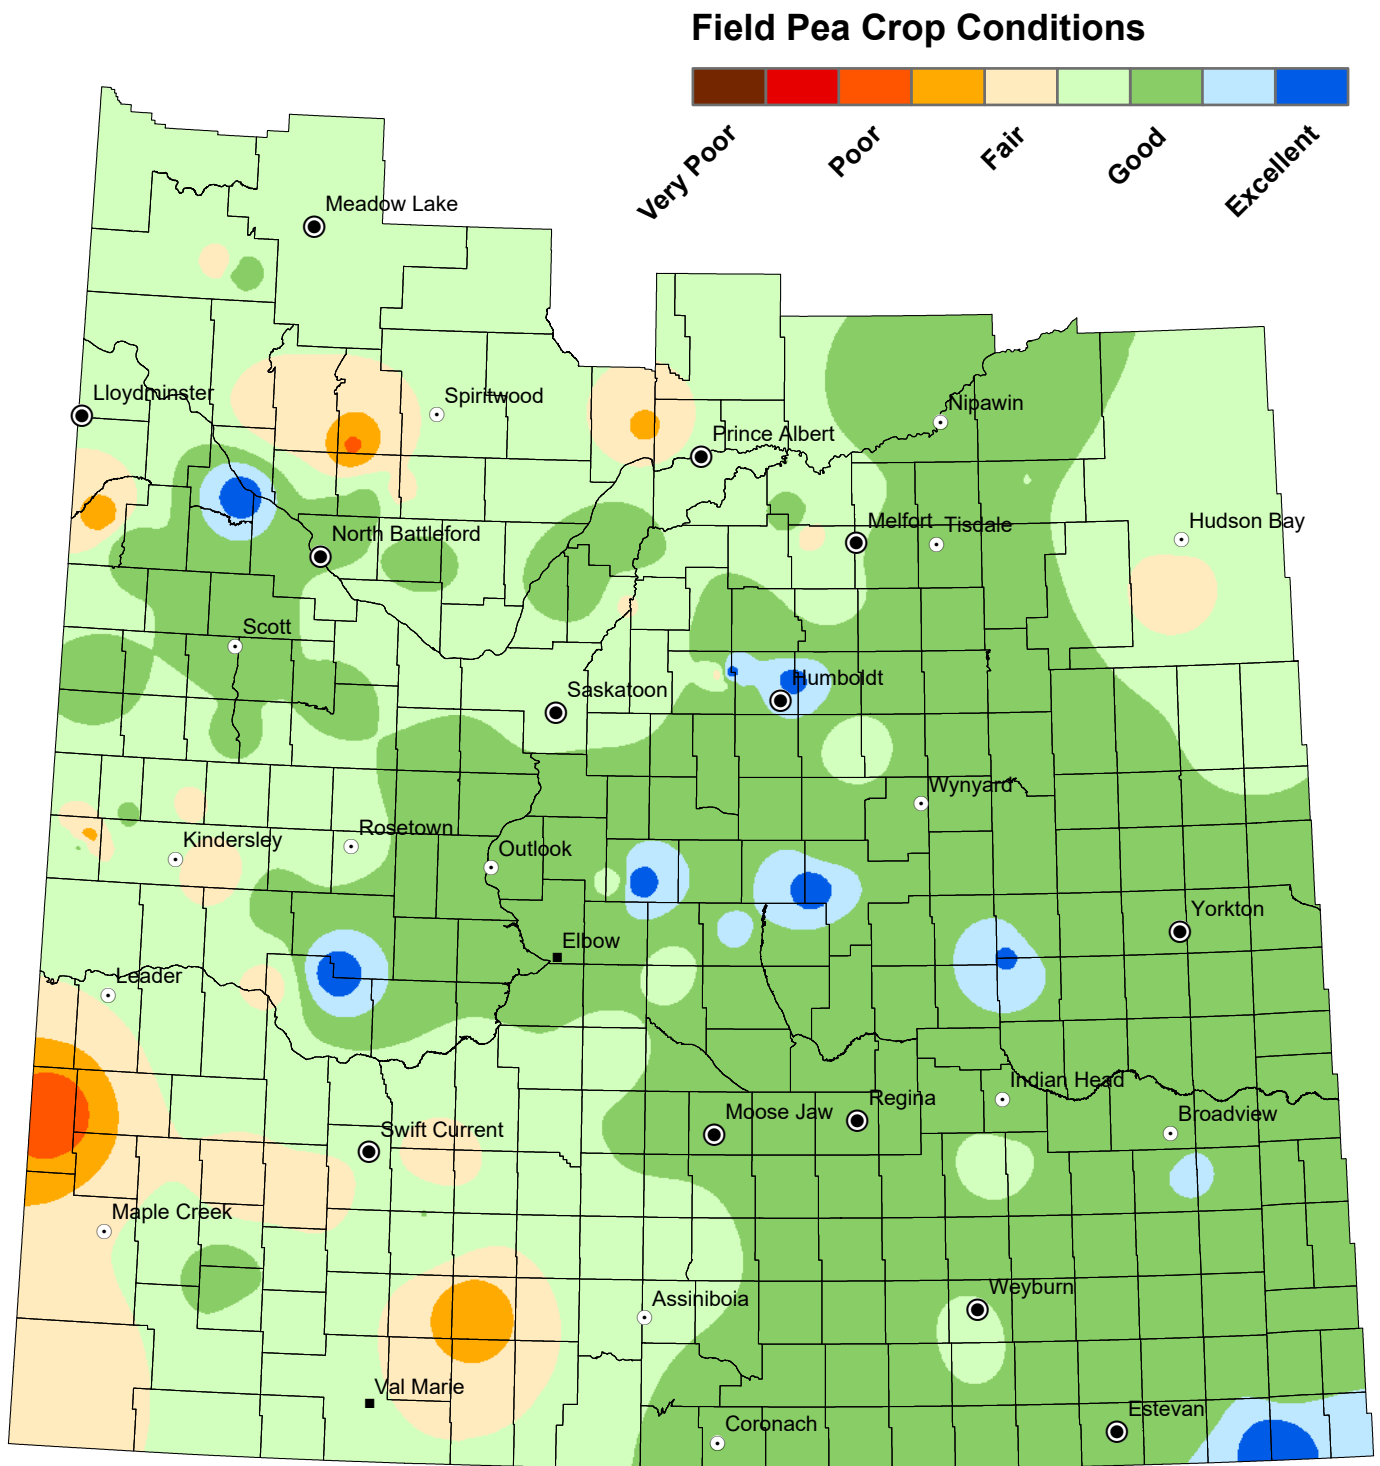 Field Pea Crop Conditions
Very Poor
Poor
Fair
Good
Excellent
Meadow Lake
Lloydminster
Spiritwood
Nipawin
Prince Albert
North Battleford
Melfort
Tisdale
Hudson Bay
Scott
Saskatoon
Humboldt
Wynyard
Kindersley
Rosetown
Outlook
Yorkton
Elbow
Leader
Indian Head
Regina
Moose Jaw
Broadview
Swift Current
Maple Creek
Weyburn
Assiniboia
Val Marie
Estevan
Coronach